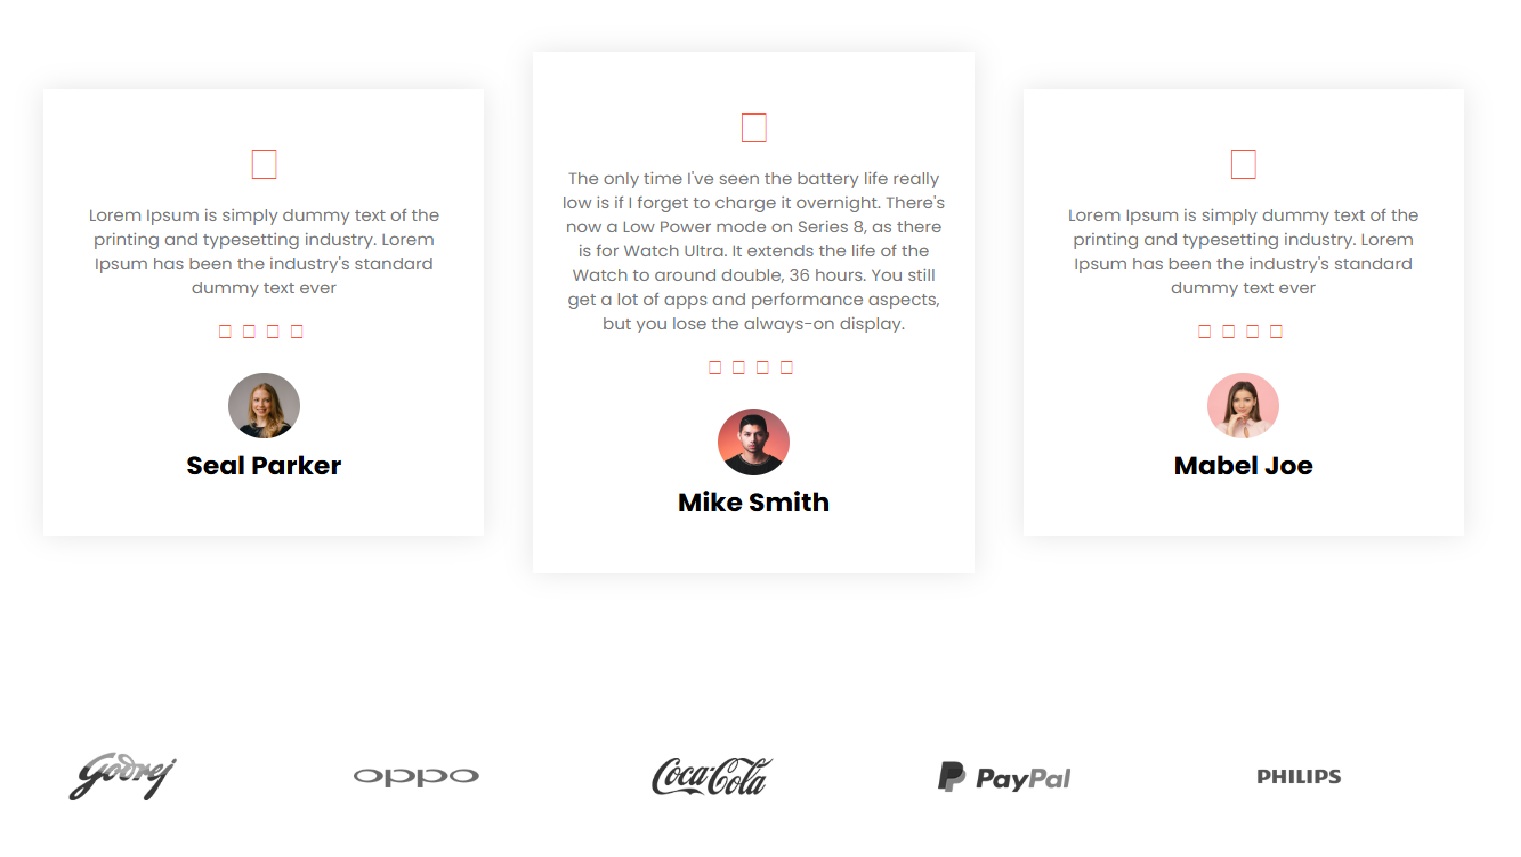 Lorem Ipsum is simply dummy text of the
printing and typesetting industry. Lorem
Ipsum has been the industry's standard
dummy text ever
Seal Parker
The only time I've seen the battery life really
low is if I forget to charge it overnight. There's
now a Low Power mode on Series 8, as there
is for Watch Ultra. It extends the life of the
Watch to around double, 36 hours. You still
get a lot of apps and performance aspects,
but you lose the always-on display.
Mike Smith
Lorem Ipsum is simply dummy text of the
printing and typesetting industry. Lorem
Ipsum has been the industry's standard
dummy text ever
Mabel Joe
Godrej
oppo
Coca-Cola
PayPal
PHILIPS